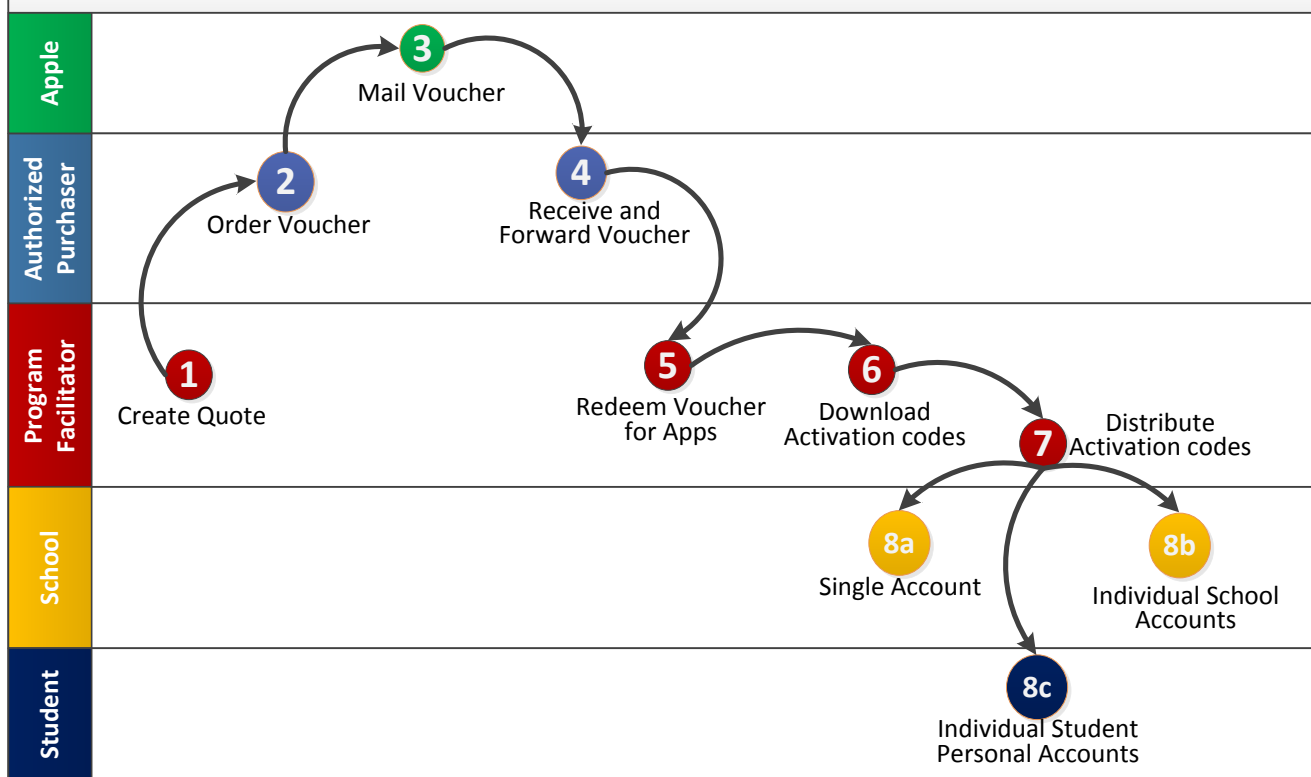 Apple
3
Mail Voucher
Authorized
Purchaser
2
Order Voucher
4
Receive and
Forward Voucher
Program
Facilitator
1
Create Quote
5
Redeem Voucher
for Apps
6
Download
Activation codes
7
Distribute
Activation codes
School
8a
Single Account
8b
Individual School
Accounts
Student
8c
Individual Student
Personal Accounts